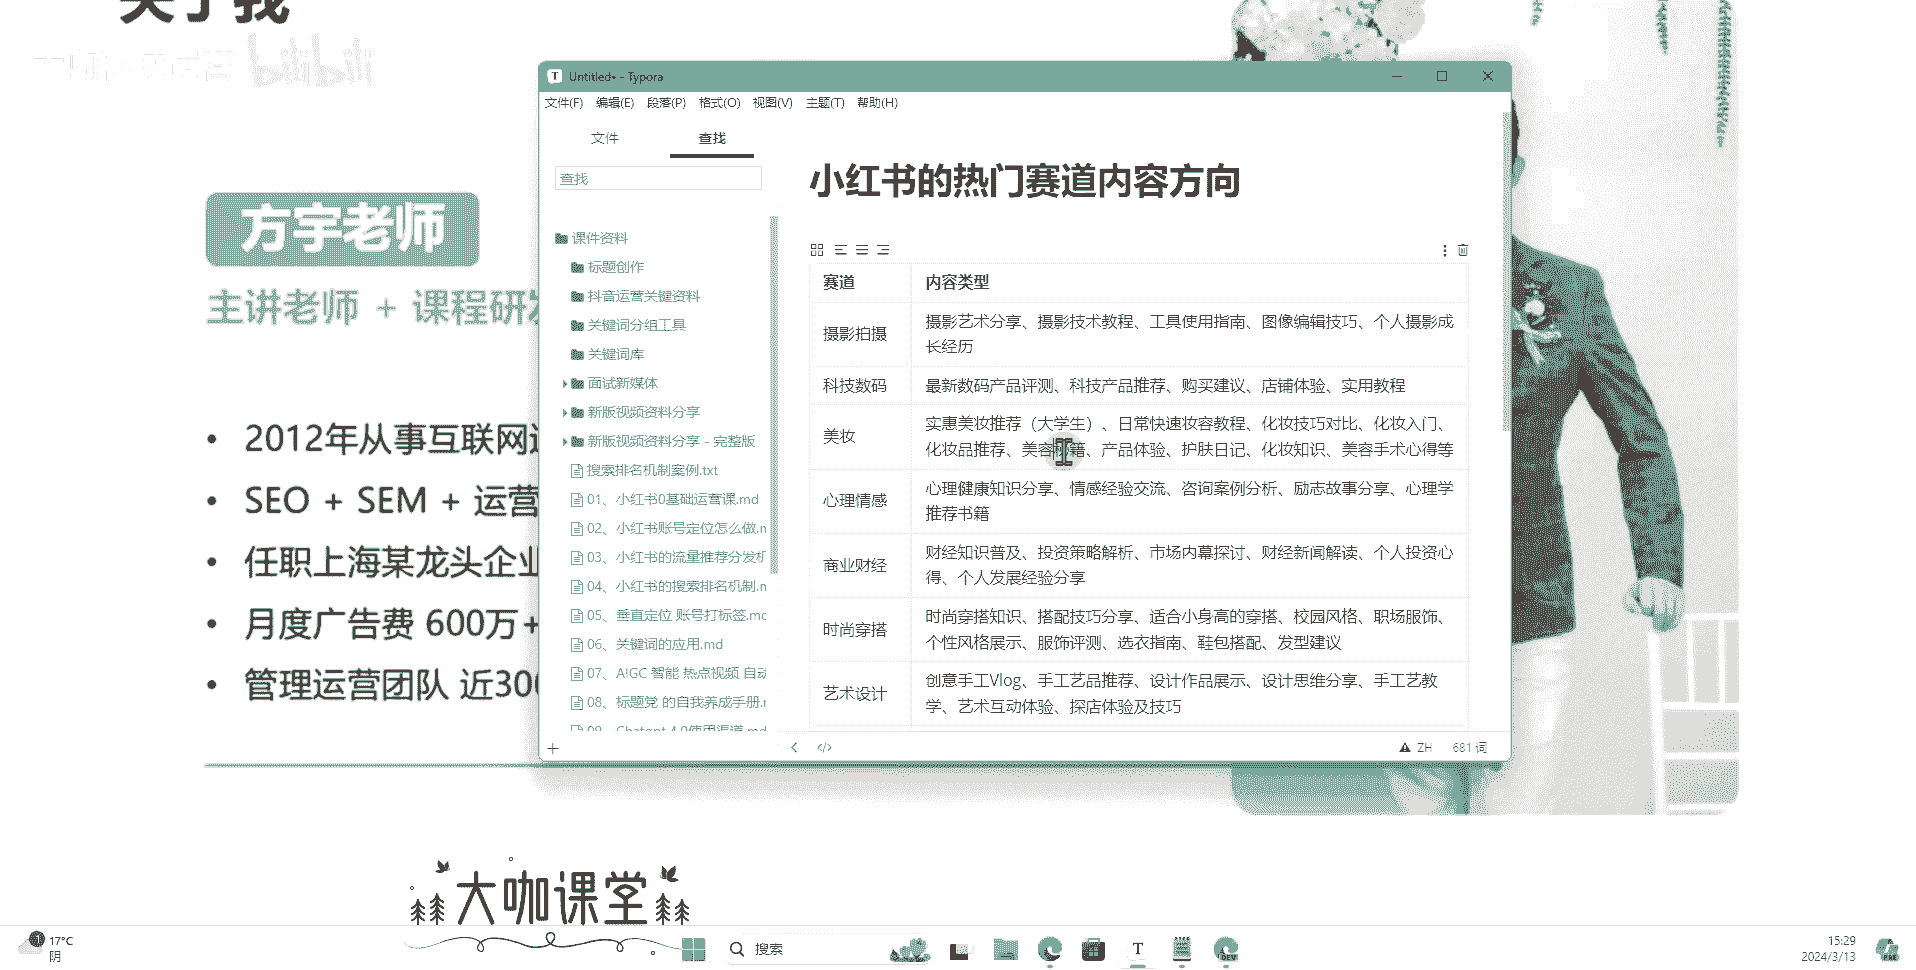 关于我
bilibili
方宇老师
主讲老师 + 课程研发
2012年从事互联网
SEO + SEM + 运营
任职上海某龙头企业
月度广告费 600万+
管理运营团队 近300
大咖课堂
Untitled• - Typora
文件(F) 编辑(E) 段落(P) 格式(O) 视图(V) 主题(T) 帮助(H)
文件 查找
查找
课件资料
标题创作
抖音运营关键资料
关键词分组工具
关键词库
面试新媒体
新版视频资料分享
新版视频资料分享 - 完整版
搜索排名机制案例.txt
01、小红书0基础运营课.md
02、小红书账号定位怎么做.m
03、小红书的流量推荐分发机
04、小红书的搜索排名机制.m
05、垂直定位 账号打标签.mc
06、关键词的应用.md
07、AIGC 智能 热点视频 自动
08、标题党 的自我养成手册.r
09、Chatgpt 4.0使用渠道.md
小红书的热门赛道内容方向
赛道 内容类型
摄影拍摄
摄影艺术分享、摄影技术教程、工具使用指南、图像编辑技巧、个人摄影成
长经历
科技数码 最新数码产品评测、科技产品推荐、购买建议、店铺体验、实用教程
美妆
实惠美妆推荐（大学生）、日常快速妆容教程、化妆技巧对比、化妆入门、
化妆品推荐、美容秘籍、产品体验、护肤日记、化妆知识、美容手术心得等
心理情感
心理健康知识分享、情感经验交流、咨询案例分析、励志故事分享、心理学
推荐书籍
商业财经
财经知识普及、投资策略解析、市场内幕探讨、财经新闻解读、个人投资心
得、个人发展经验分享
时尚穿搭
时尚穿搭知识、搭配技巧分享、适合小身高的穿搭、校园风格、职场服饰、
个性风格展示、服饰评测、选衣指南、鞋包搭配、发型建议
艺术设计
创意手工Vlog、手工艺品推荐、设计作品展示、设计思维分享、手工艺教
学、艺术互动体验、探店体验及技巧
ZH 681 词
1 17°C
阴
搜索
T
DEV
15:29
2024/3/13
PRE